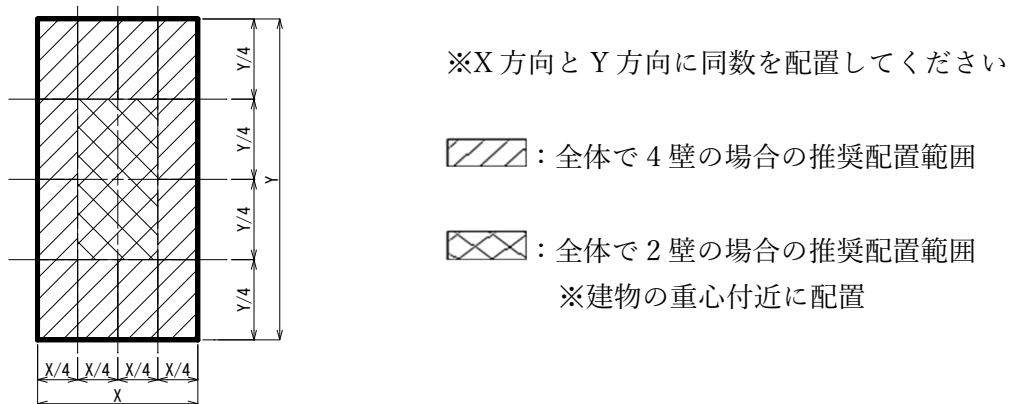 ※X 方向と Y 方向に同数を配置してください
：全体で 4 壁の場合の推奨配置範囲
：全体で 2 壁の場合の推奨配置範囲
※建物の重心付近に配置
Y/4
Y/4
Y/4
Y/4
Y
X/4 X/4 X/4 X/4
X